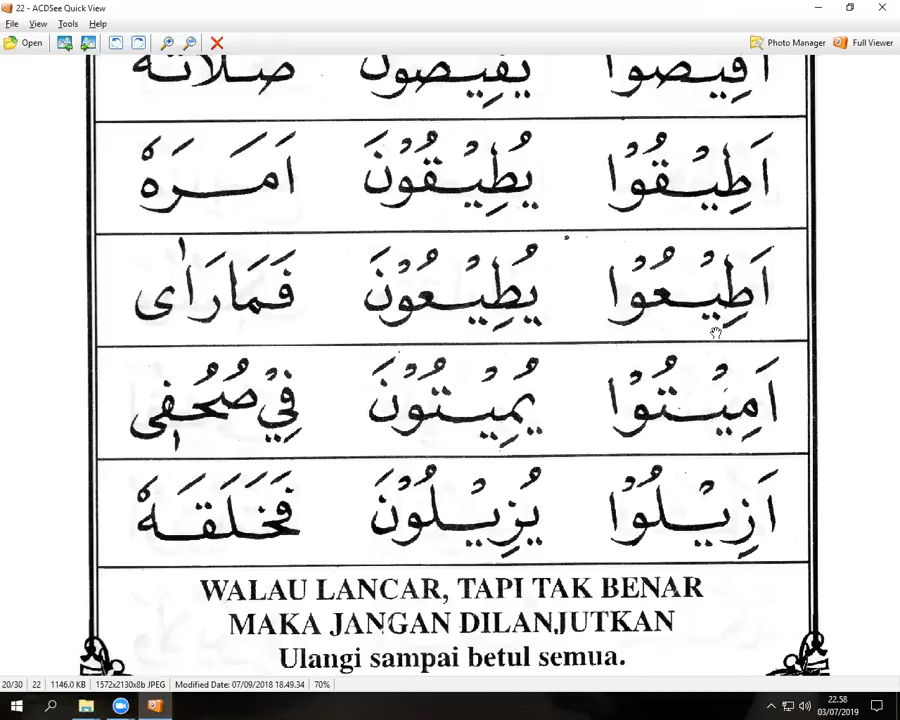 22 - ACDSee Quick View
File View Tools Help
Open Photo Manager Full Viewer
اَطِيْقُوْا يُطِيْقُوْنَ اَمَرَهٗ
اَطِيْعُوْا يُطِيْعُوْنَ فَمَارَاٰى
اَمِيْتُوْا يُمِيْتُوْنَ فِيْ صُحُفِى
اَزِيْلُوْا يُزِيْلُوْنَ فَخَلَقَهٗ
WALAU LANCAR, TAPI TAK BENAR
MAKA JANGAN DILANJUTKAN
Ulangi sampai betul semua.
20/30 22 1146.0 KB 1572x2130x8b JPEG Modified Date: 07/09/2018 18.49.34 70%
22.58
03/07/2019